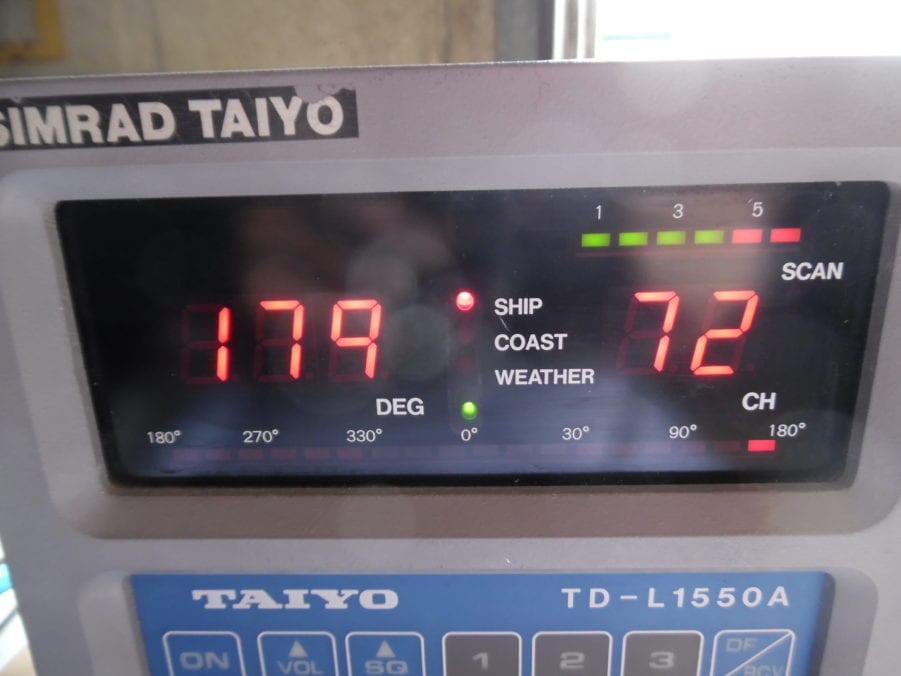 SIMRAD TAIYO
1 3 5
SCAN
179
SHIP
72
COAST
WEATHER
DEG
CH
180° 270° 330° 0° 30° 90° 180°
TAIYO TD-L1550A
ON VOL SQ 1 2 3 DF/RCV